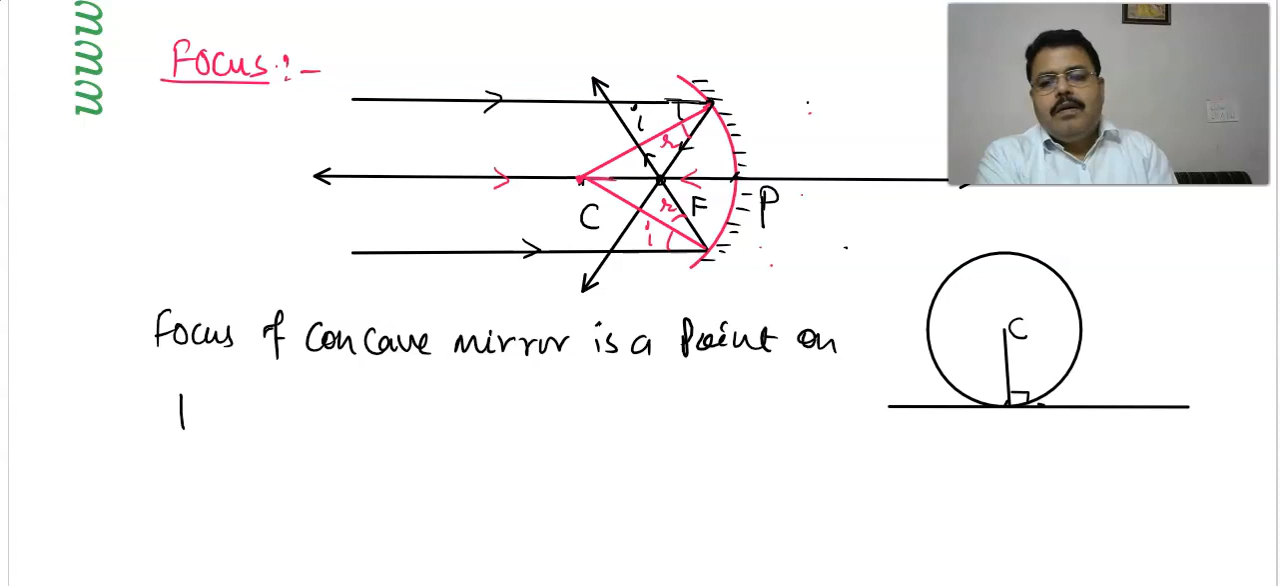 www
Focus :-
i
r
C
r
F
P
i
C
Focus of concave mirror is a point on